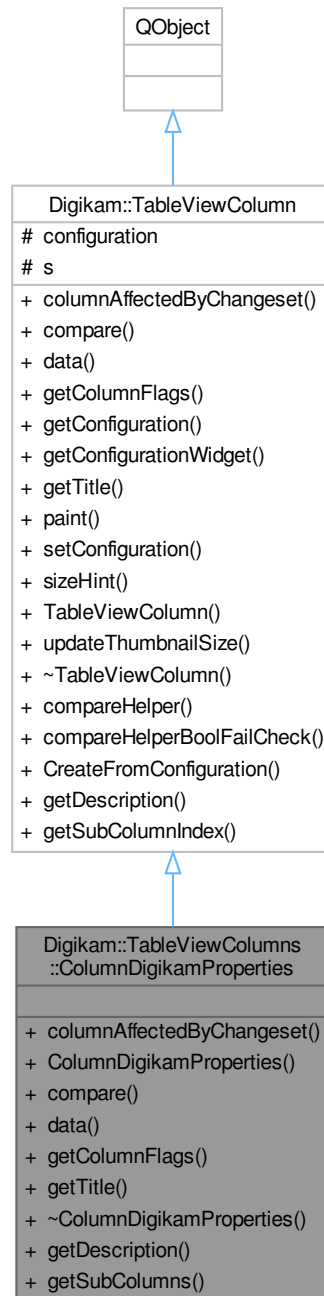 QObject
Digikam::TableViewColumn
# configuration
# s
+ columnAffectedByChangeset()
+ compare()
+ data()
+ getColumnFlags()
+ getConfiguration()
+ getConfigurationWidget()
+ getTitle()
+ paint()
+ setConfiguration()
+ sizeHint()
+ TableViewColumn()
+ updateThumbnailSize()
+ ~TableViewColumn()
+ compareHelper()
+ compareHelperBoolFailCheck()
+ CreateFromConfiguration()
+ getDescription()
+ getSubColumnIndex()
Digikam::TableViewColumns
::ColumnDigikamProperties
+ columnAffectedByChangeset()
+ ColumnDigikamProperties()
+ compare()
+ data()
+ getColumnFlags()
+ getTitle()
+ ~ColumnDigikamProperties()
+ getDescription()
+ getSubColumns()